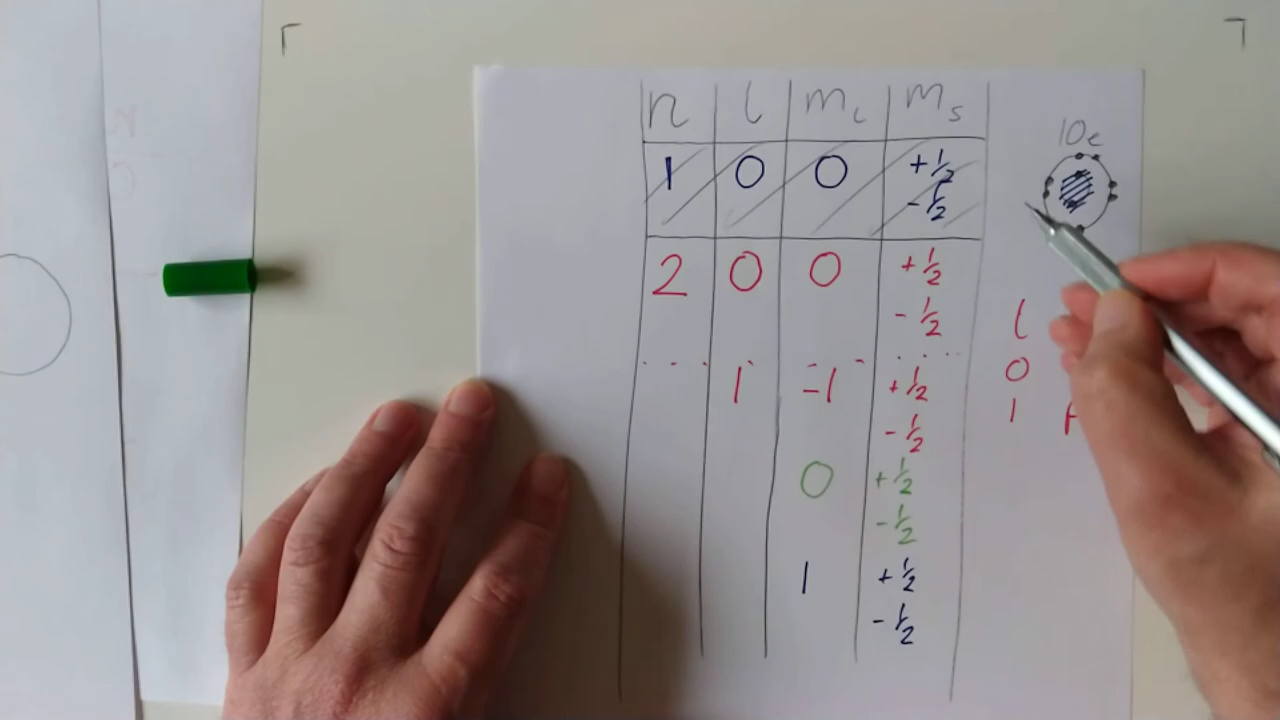 n l m_l m_s
1 0 0 +1/2
-1/2
2 0 0 +1/2
-1/2
1 -1 +1/2
-1/2
0 +1/2
-1/2
1 +1/2
-1/2
10e
l
0
1